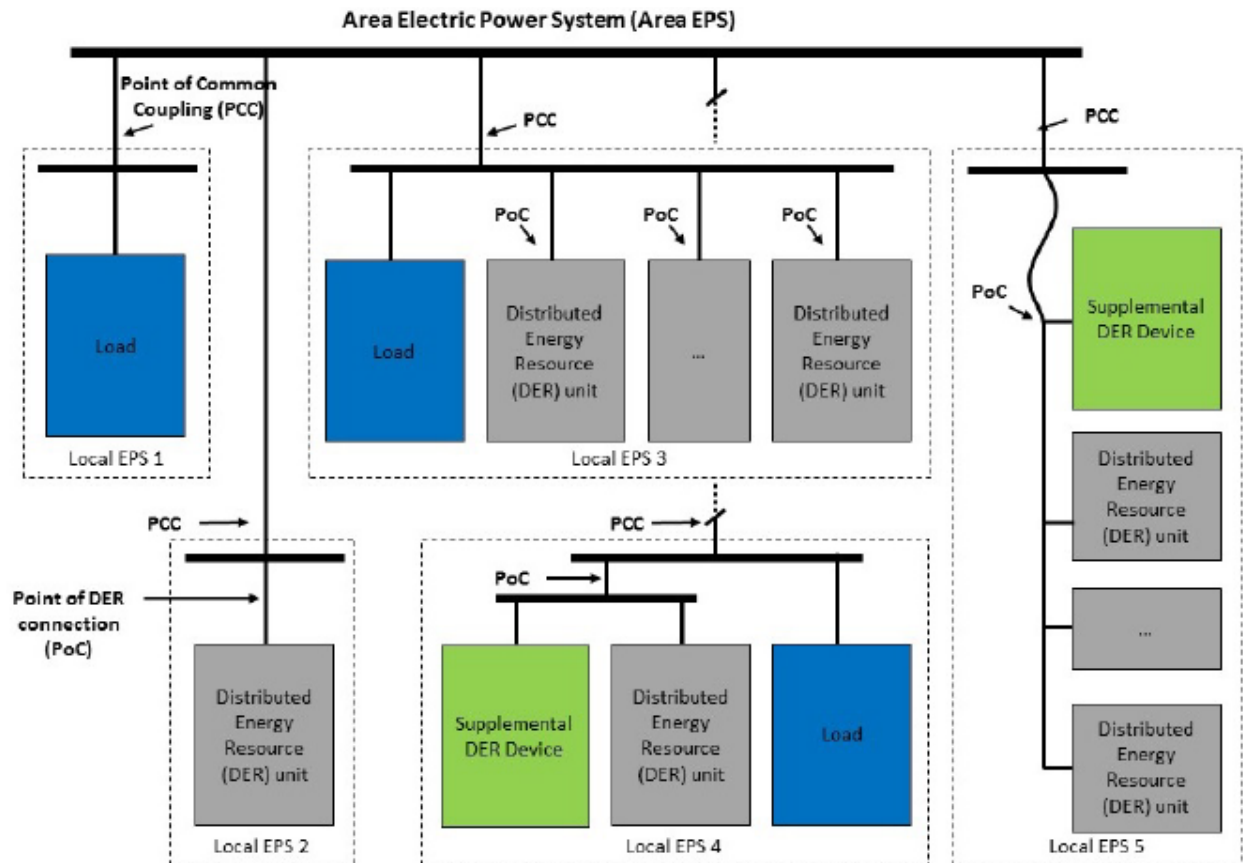 Area Electric Power System (Area EPS)
Point of Common
Coupling (PCC)
PCC
PCC
PoC
PoC
PoC
Load
Load
Distributed
Energy
Resource
(DER) unit
...
Distributed
Energy
Resource
(DER) unit
PoC
Supplemental
DER Device
Local EPS 1
Local EPS 3
Distributed
Energy
Resource
(DER) unit
PCC
PCC
PoC
Point of DER
connection
(PoC)
...
Distributed
Energy
Resource
(DER) unit
Supplemental
DER Device
Distributed
Energy
Resource
(DER) unit
Load
Distributed
Energy
Resource
(DER) unit
Local EPS 2
Local EPS 4
Local EPS 5